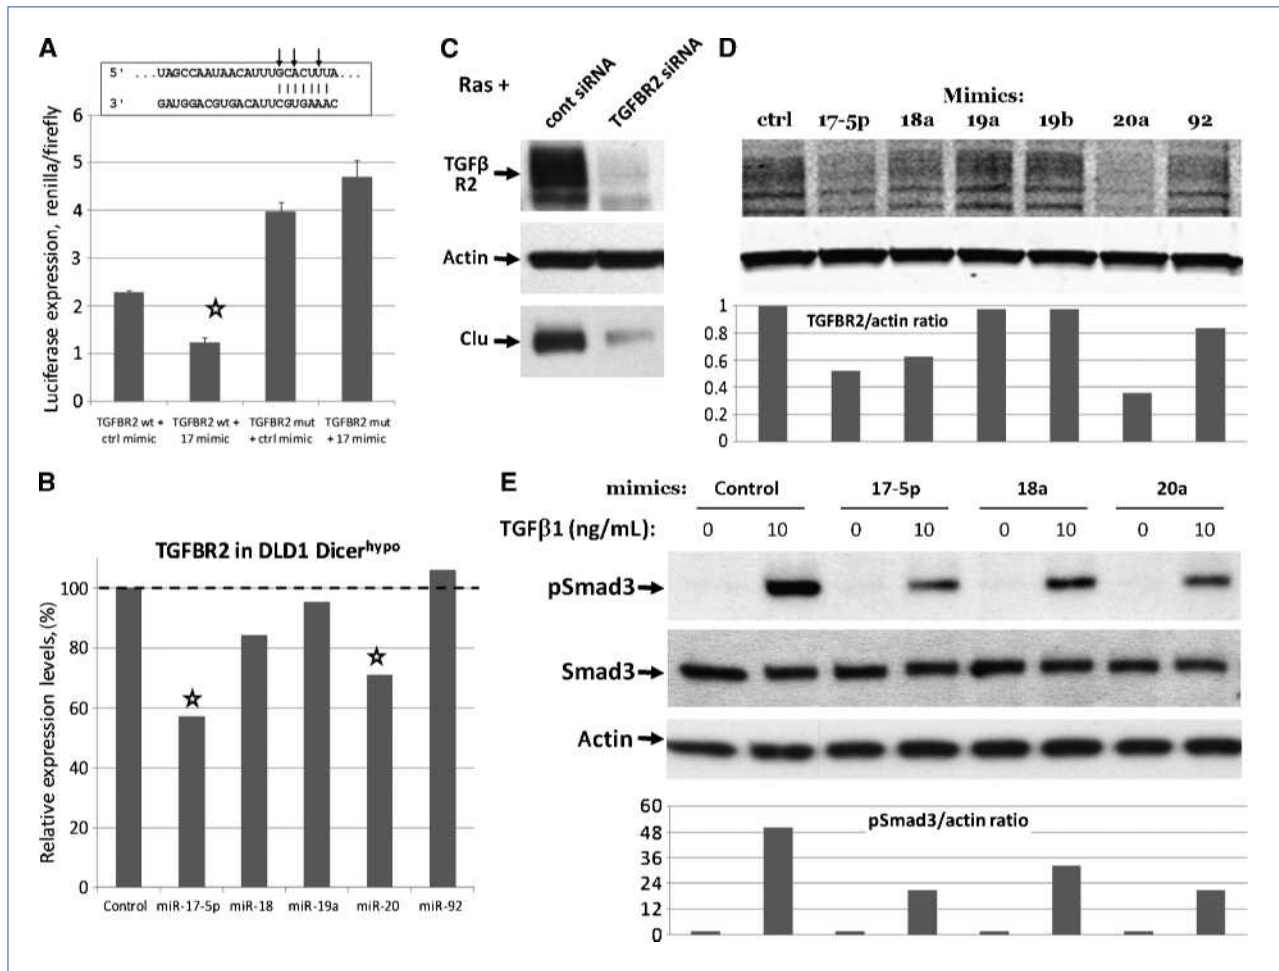 A
5' ...UAGCCAAUAACAUUUGCACUUUA...
3' GAUGGACGUGACAUUCGUGAAAC
Luciferase expression, renilla/firefly
6
5
4
3
2
1
0
TGFBR2 wt + ctrl mimic
TGFBR2 wt + 17 mimic
TGFBR2 mut + ctrl mimic
TGFBR2 mut + 17 mimic
B
TGFBR2 in DLD1 Dicerhypo
Relative expression levels, (%)
100
80
60
40
20
0
Control miR-17-5p miR-18 miR-19a miR-20 miR-92
C
Ras +
cont siRNA
TGFBR2 siRNA
TGFβ
R2
Actin
Clu
D
Mimics:
ctrl 17-5p 18a 19a 19b 20a 92
TGFBR2/actin ratio
1
0.8
0.6
0.4
0.2
0
E
mimics: Control 17-5p 18a 20a
TGFβ1 (ng/mL): 0 10 0 10 0 10 0 10
pSmad3
Smad3
Actin
pSmad3/actin ratio
60
48
36
24
12
0